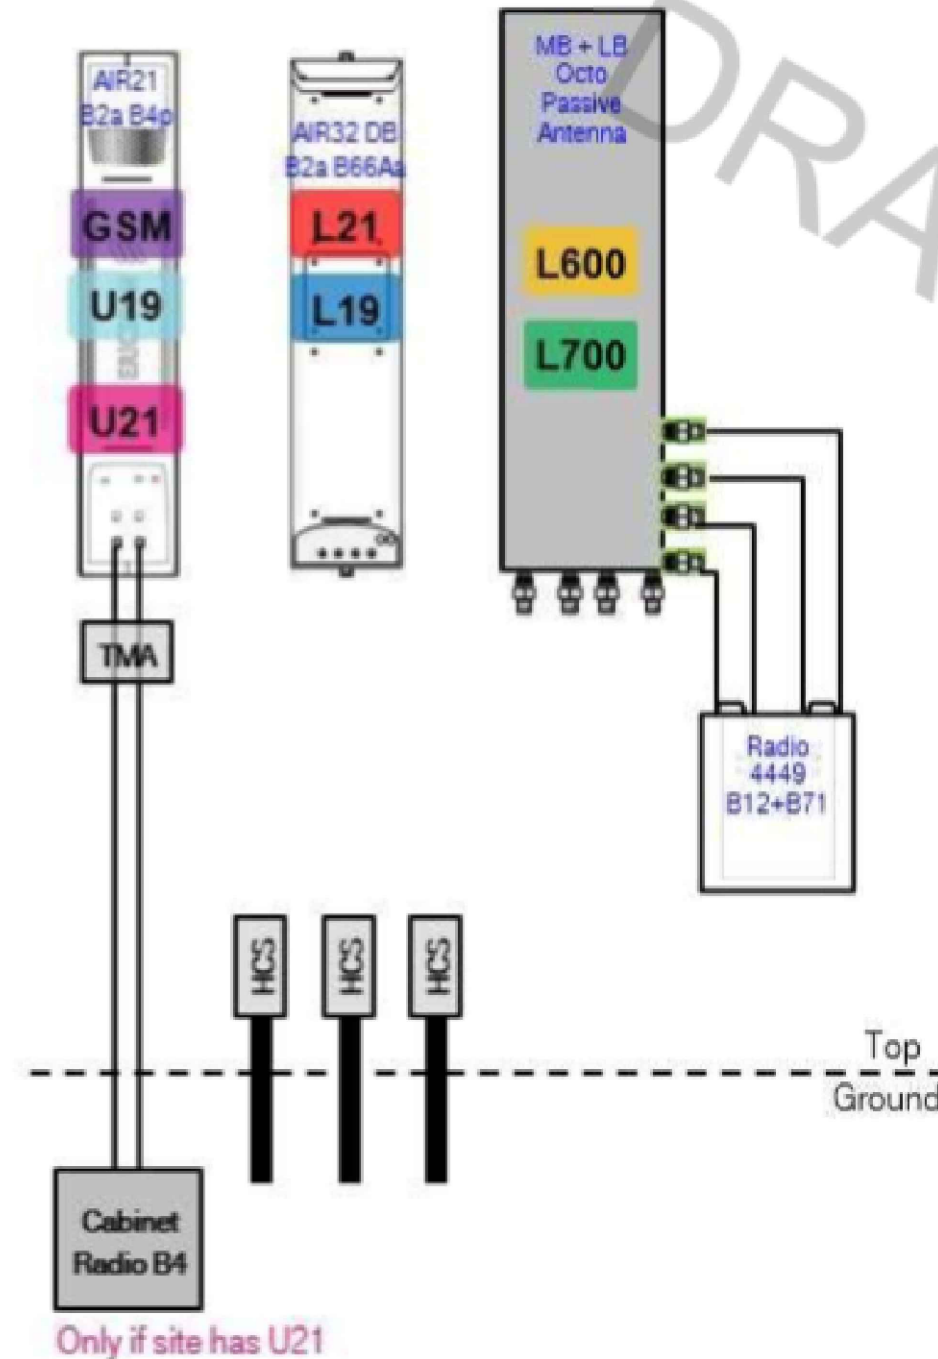 AIR21
B2a B4p
GSM
U19
U21
TMA
AIR32 DB
B2a B66Aa
L21
L19
MB + LB
Octo
Passive
Antenna
L600
L700
Radio
4449
B12+B71
HCS
HCS
HCS
Top
Ground
Cabinet
Radio B4
Only if site has U21
DRA